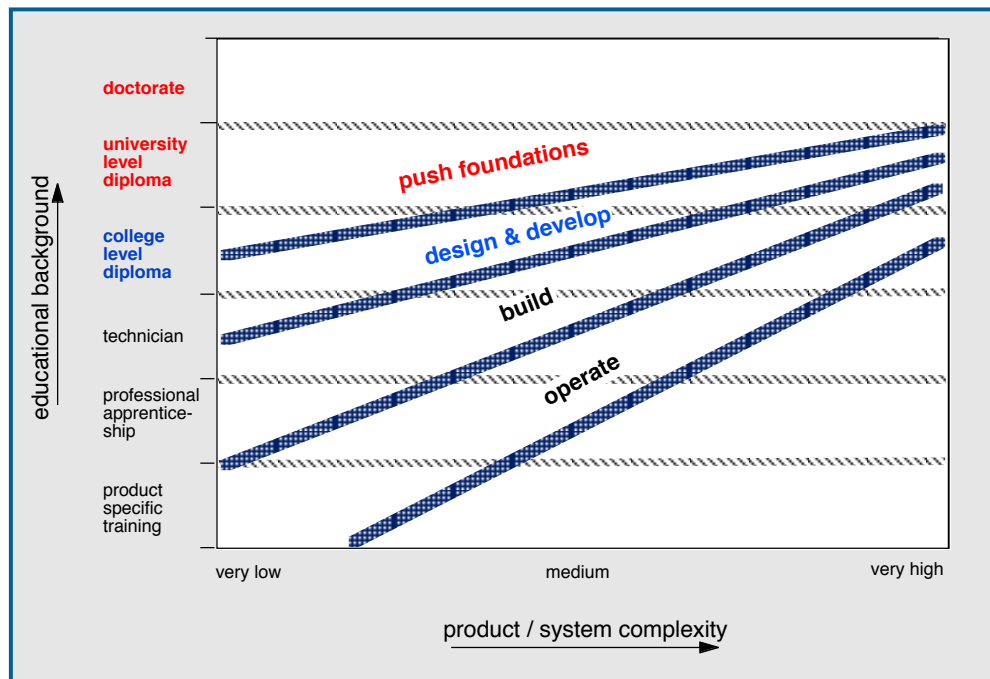 doctorate
university
level
diploma
college
level
diploma
technician
professional
apprentice-
ship
product
specific
training
educational background
push foundations
design & develop
build
operate
very low
medium
very high
product / system complexity